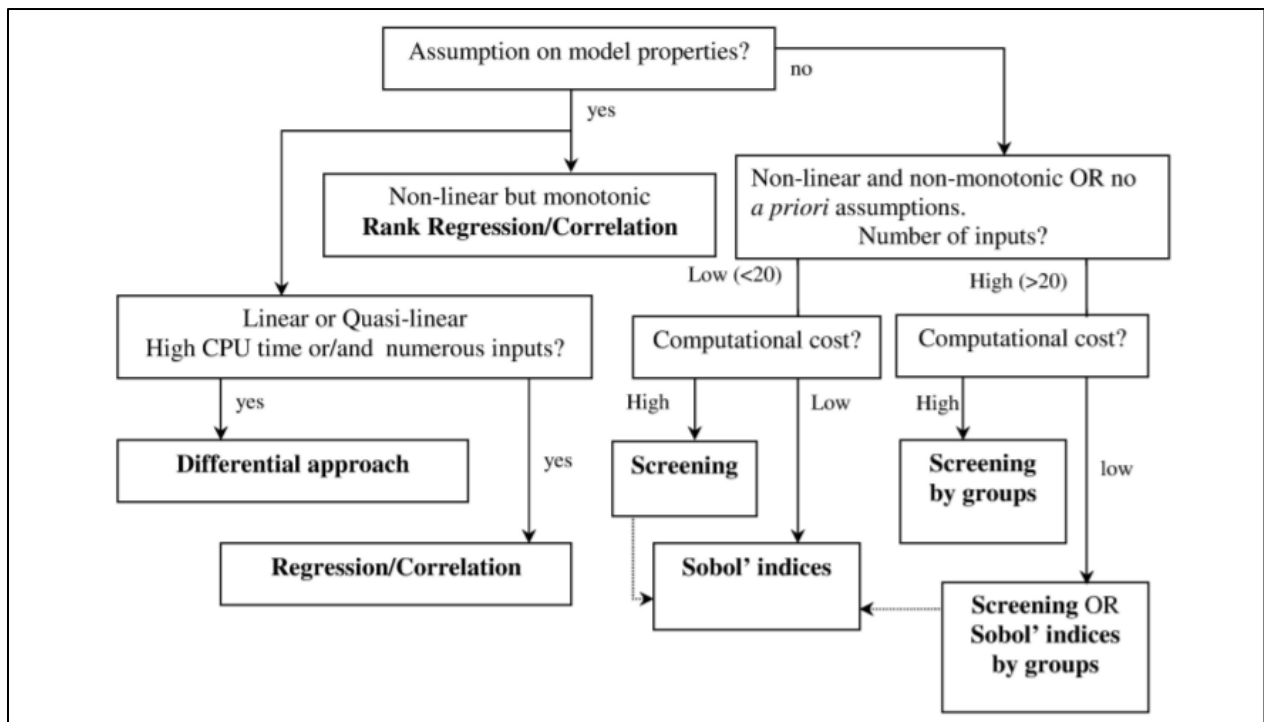 Assumption on model properties?
no
yes
Non-linear but monotonic
Rank Regression/Correlation
Non-linear and non-monotonic OR no
a priori assumptions.
Number of inputs?
Low (<20)
High (>20)
Linear or Quasi-linear
High CPU time or/and numerous inputs?
Computational cost?
Computational cost?
yes
yes
High
Low
High
low
Differential approach
Screening
Screening
by groups
Regression/Correlation
Sobol’ indices
Screening OR
Sobol’ indices
by groups